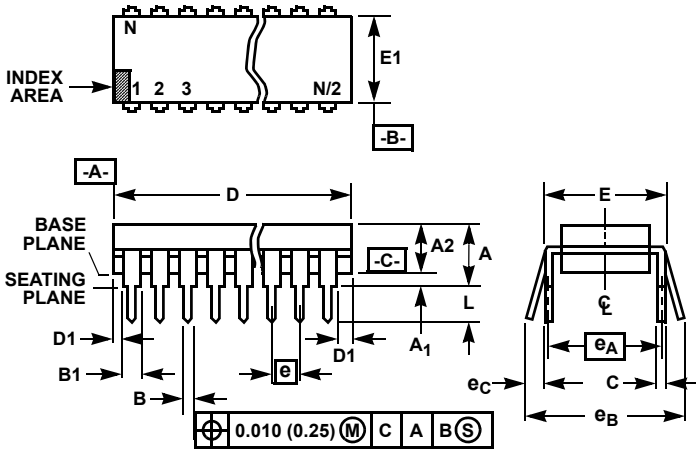 N
E1
INDEX
AREA
1 2 3 N/2
-B-
-A-
D
E
BASE
PLANE
A2
A
-C-
SEATING
PLANE
L
C
L
D1
A1
D1
eA
B1
e
eC
C
B
eB
0.010 (0.25) M C A B S